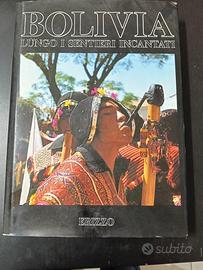 BOLIVIA
LUNGO I SENTIERI INCANTATI
ERIZZO
subito